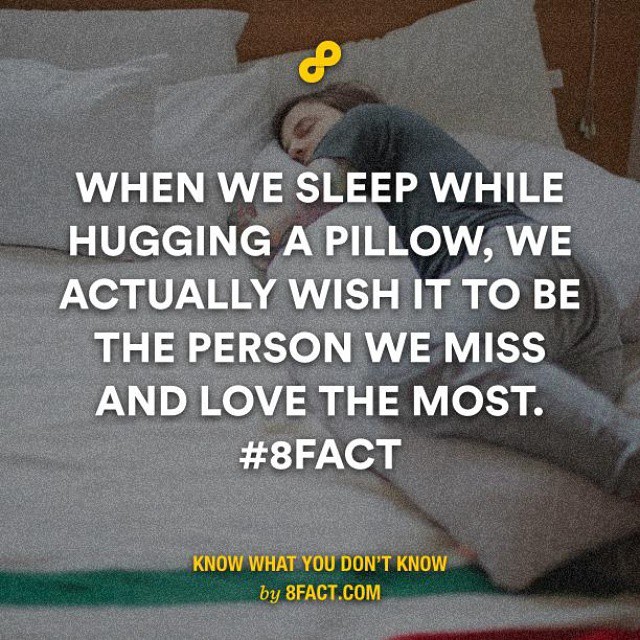 WHEN WE SLEEP WHILE
HUGGING A PILLOW, WE
ACTUALLY WISH IT TO BE
THE PERSON WE MISS
AND LOVE THE MOST.
#8FACT
KNOW WHAT YOU DON'T KNOW
by 8FACT.COM